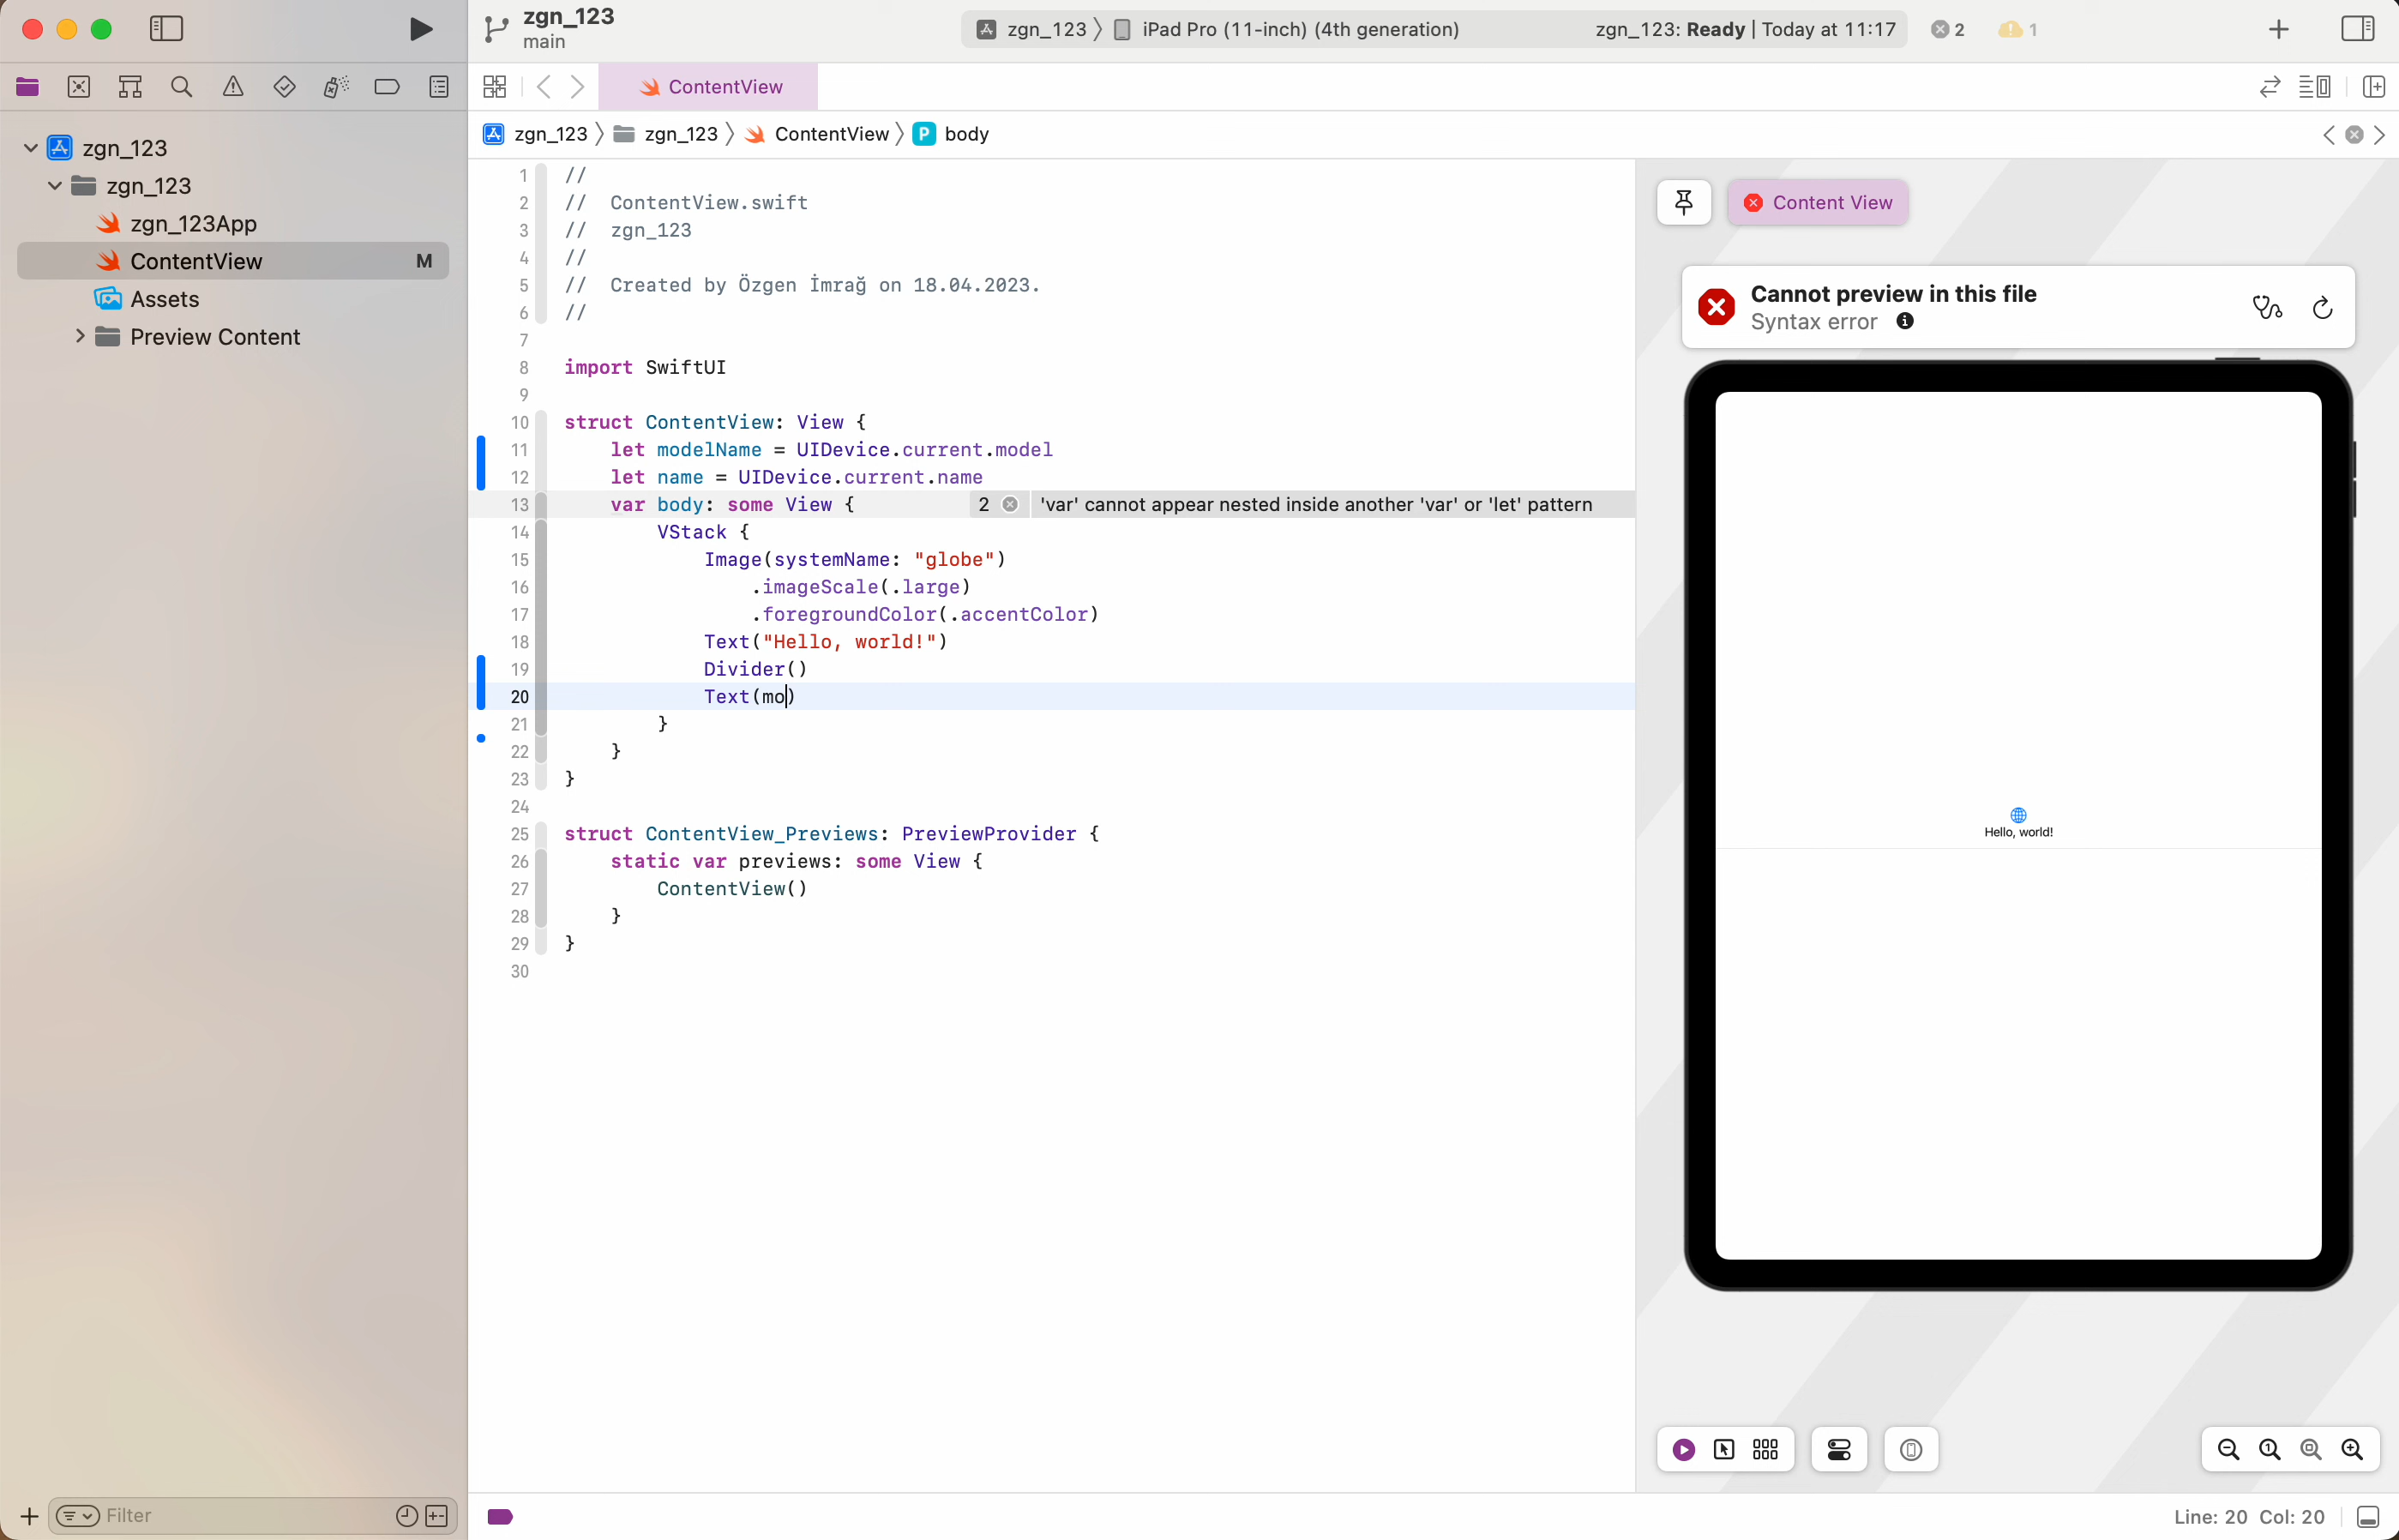 zgn_123
main
zgn_123 〉 iPad Pro (11-inch) (4th generation)
zgn_123: Ready | Today at 11:17
2
1
ContentView
zgn_123 〉 zgn_123 〉 ContentView 〉 P body
zgn_123
zgn_123
zgn_123App
ContentView M
Assets
Preview Content
1 //
2 //  ContentView.swift
3 //  zgn_123
4 //
5 //  Created by Özgen İmrağ on 18.04.2023.
6 //
7
8 import SwiftUI
9
10 struct ContentView: View {
11     let modelName = UIDevice.current.model
12     let name = UIDevice.current.name
13     var body: some View { 2 'var' cannot appear nested inside another 'var' or 'let' pattern
14         VStack {
15             Image(systemName: "globe")
16                 .imageScale(.large)
17                 .foregroundColor(.accentColor)
18             Text("Hello, world!")
19             Divider()
20             Text(mo)
21         }
22     }
23 }
24
25 struct ContentView_Previews: PreviewProvider {
26     static var previews: some View {
27         ContentView()
28     }
29 }
30
Content View
Cannot preview in this file
Syntax error
Hello, world!
Filter
Line: 20 Col: 20